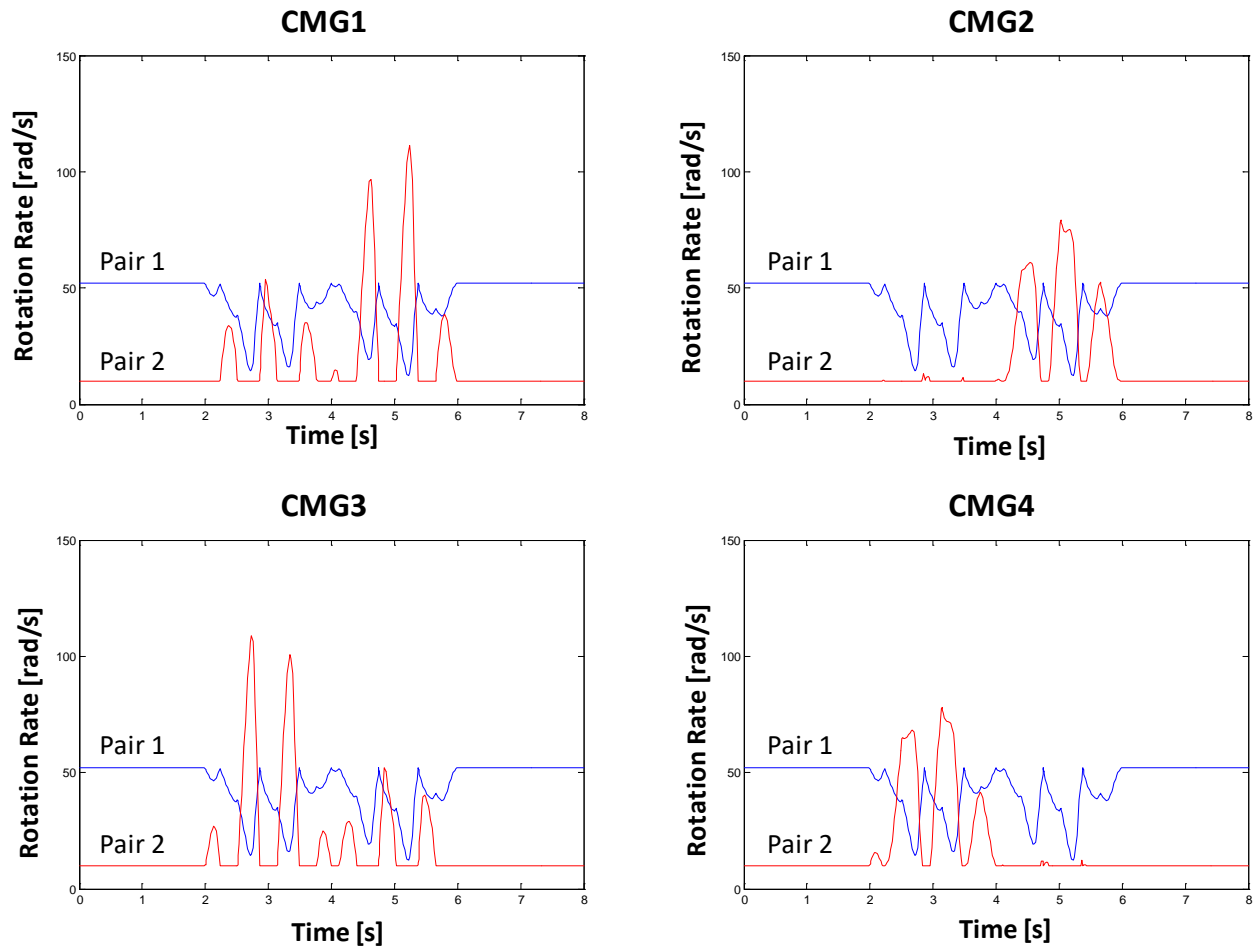 CMG1
150
100
50
0
Rotation Rate [rad/s]
Pair 1
Pair 2
0 1 2 3 4 5 6 7 8
Time [s]
CMG2
150
100
50
0
Rotation Rate [rad/s]
Pair 1
Pair 2
0 1 2 3 4 5 6 7 8
Time [s]
CMG3
150
100
50
0
Rotation Rate [rad/s]
Pair 1
Pair 2
0 1 2 3 4 5 6 7 8
Time [s]
CMG4
150
100
50
0
Rotation Rate [rad/s]
Pair 1
Pair 2
0 1 2 3 4 5 6 7 8
Time [s]